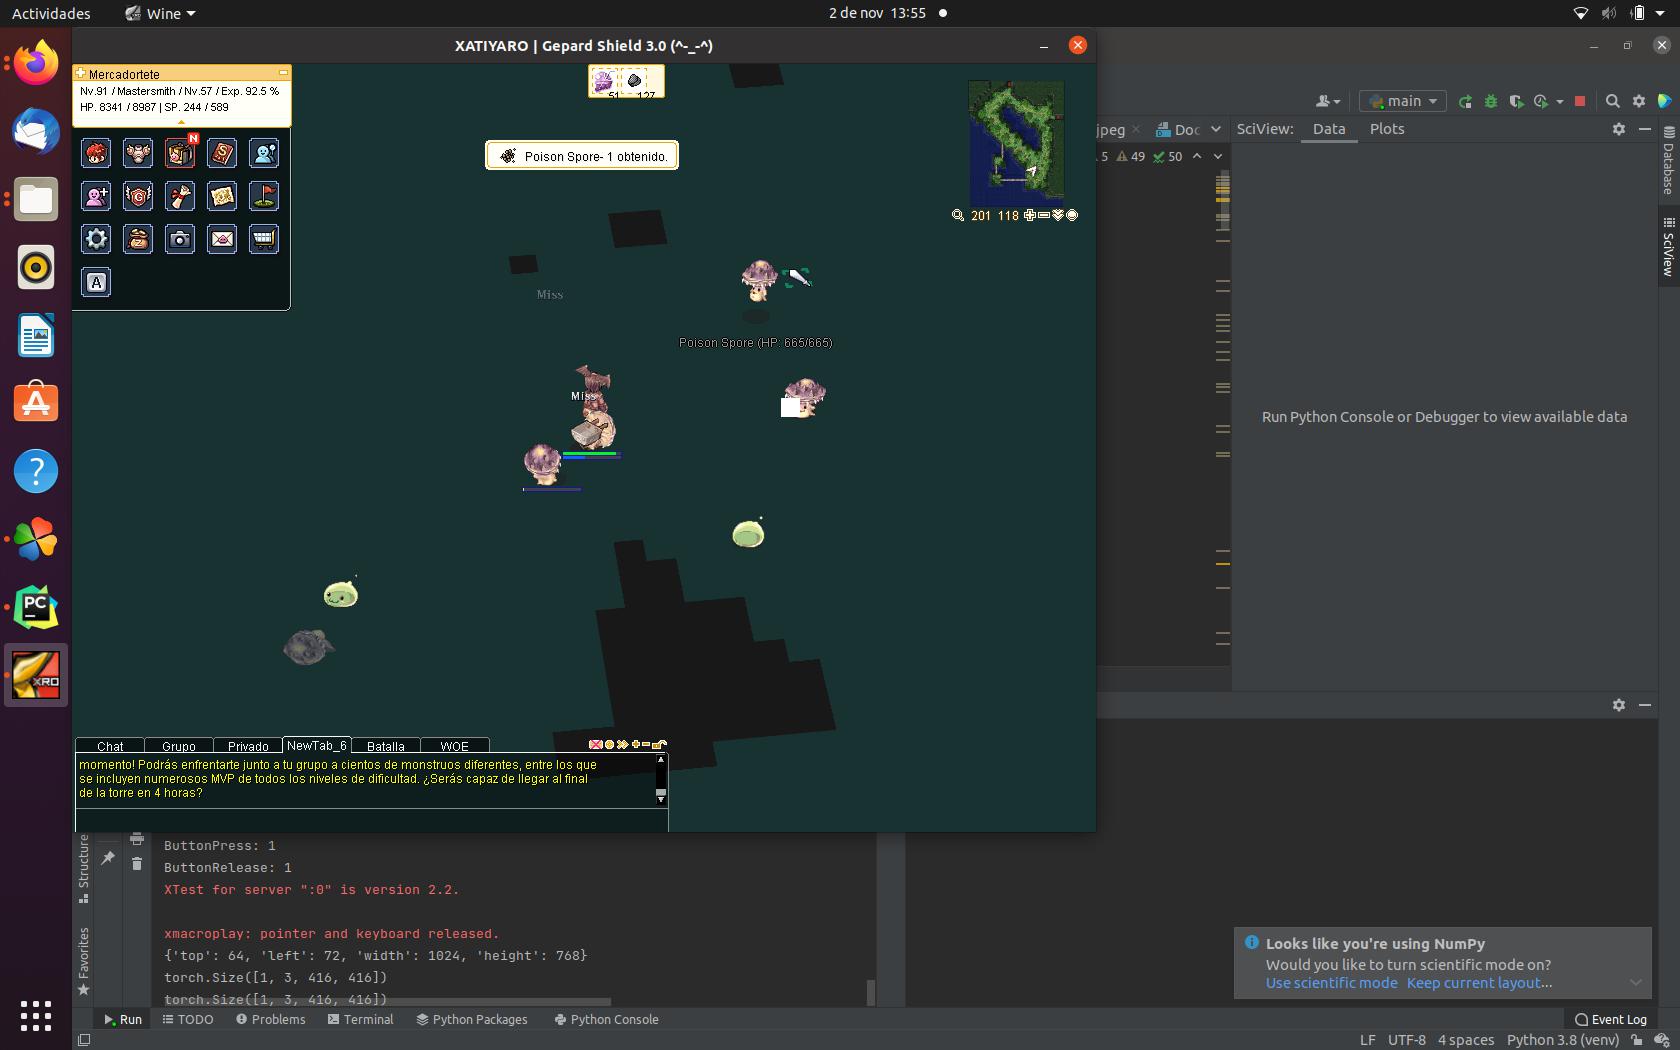 Actividades
Wine
2 de nov 13:55
XATIYARO | Gepard Shield 3.0 (^-_-^)
Mercadortete
Nv.91 / Mastersmith / Nv.57 / Exp. 92.5 %
HP. 8341 / 8987 | SP. 244 / 589
N
A
51
127
Poison Spore- 1 obtenido.
201 118
Miss
Poison Spore (HP: 665/665)
Miss
Chat
Grupo
Privado
NewTab_6
Batalla
WOE
momento! Podrás enfrentarte junto a tu grupo a cientos de monstruos diferentes, entre los que
se incluyen numerosos MVP de todos los niveles de dificultad. ¿Serás capaz de llegar al final
de la torre en 4 horas?
main
jpeg
Doc
SciView:
Data
Plots
5
49
50
Database
SciView
Run Python Console or Debugger to view available data
PC
XRO
Structure
Favorites
ButtonPress: 1
ButtonRelease: 1
XTest for server ":0" is version 2.2.
xmacroplay: pointer and keyboard released.
{'top': 64, 'left': 72, 'width': 1024, 'height': 768}
torch.Size([1, 3, 416, 416])
torch.Size([1, 3, 416, 416])
Looks like you're using NumPy
Would you like to turn scientific mode on?
Use scientific mode Keep current layout...
Run
TODO
Problems
Terminal
Python Packages
Python Console
Event Log
LF UTF-8 4 spaces Python 3.8 (venv)